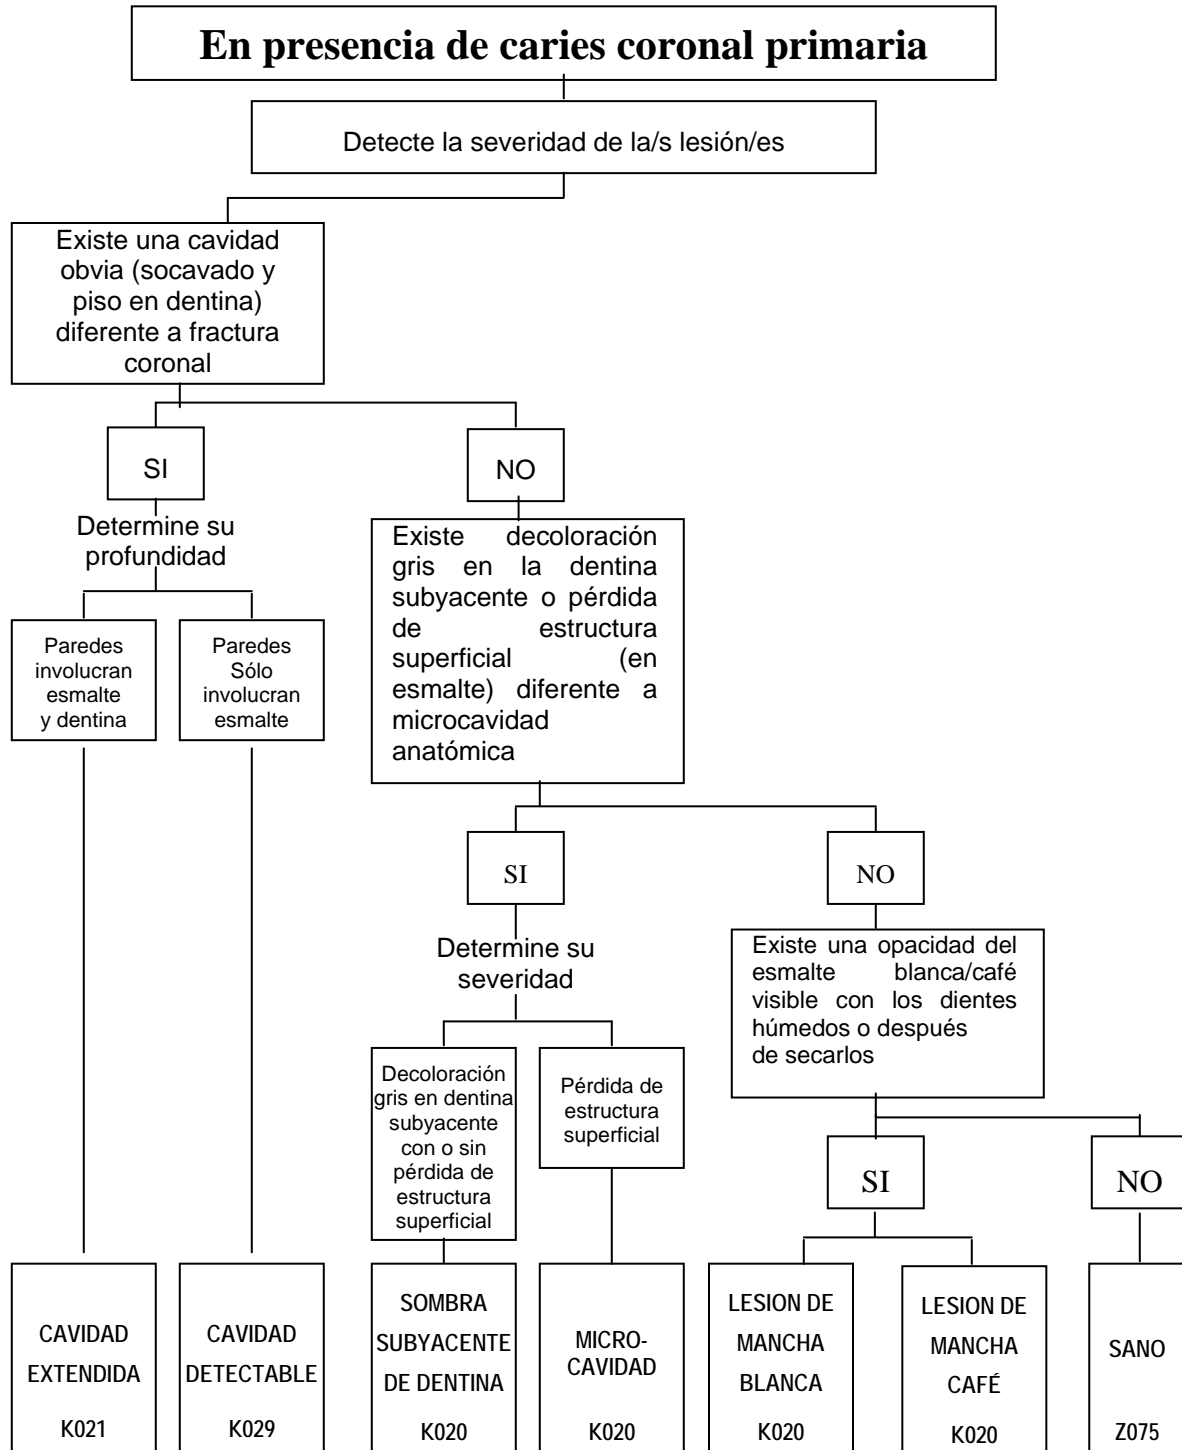 En presencia de caries coronal primaria
Detecte la severidad de la/s lesión/es
Existe una cavidad
obvia (socavado y
piso en dentina)
diferente a fractura
coronal
SI
NO
Determine su
profundidad
Existe decoloración
gris en la dentina
subyacente o pérdida
de estructura
superficial (en
esmalte) diferente a
microcavidad
anatómica
Paredes
involucran
esmalte
y dentina
Paredes
Sólo
involucran
esmalte
SI
NO
Determine su
severidad
Existe una opacidad del
esmalte blanca/café
visible con los dientes
húmedos o después
de secarlos
Decoloración
gris en dentina
subyacente
con o sin
pérdida de
estructura
superficial
Pérdida de
estructura
superficial
SI
NO
CAVIDAD
EXTENDIDA
K021
CAVIDAD
DETECTABLE
K029
SOMBRA
SUBYACENTE
DE DENTINA
K020
MICRO-
CAVIDAD
K020
LESION DE
MANCHA
BLANCA
K020
LESION DE
MANCHA
CAFÉ
K020
SANO
Z075